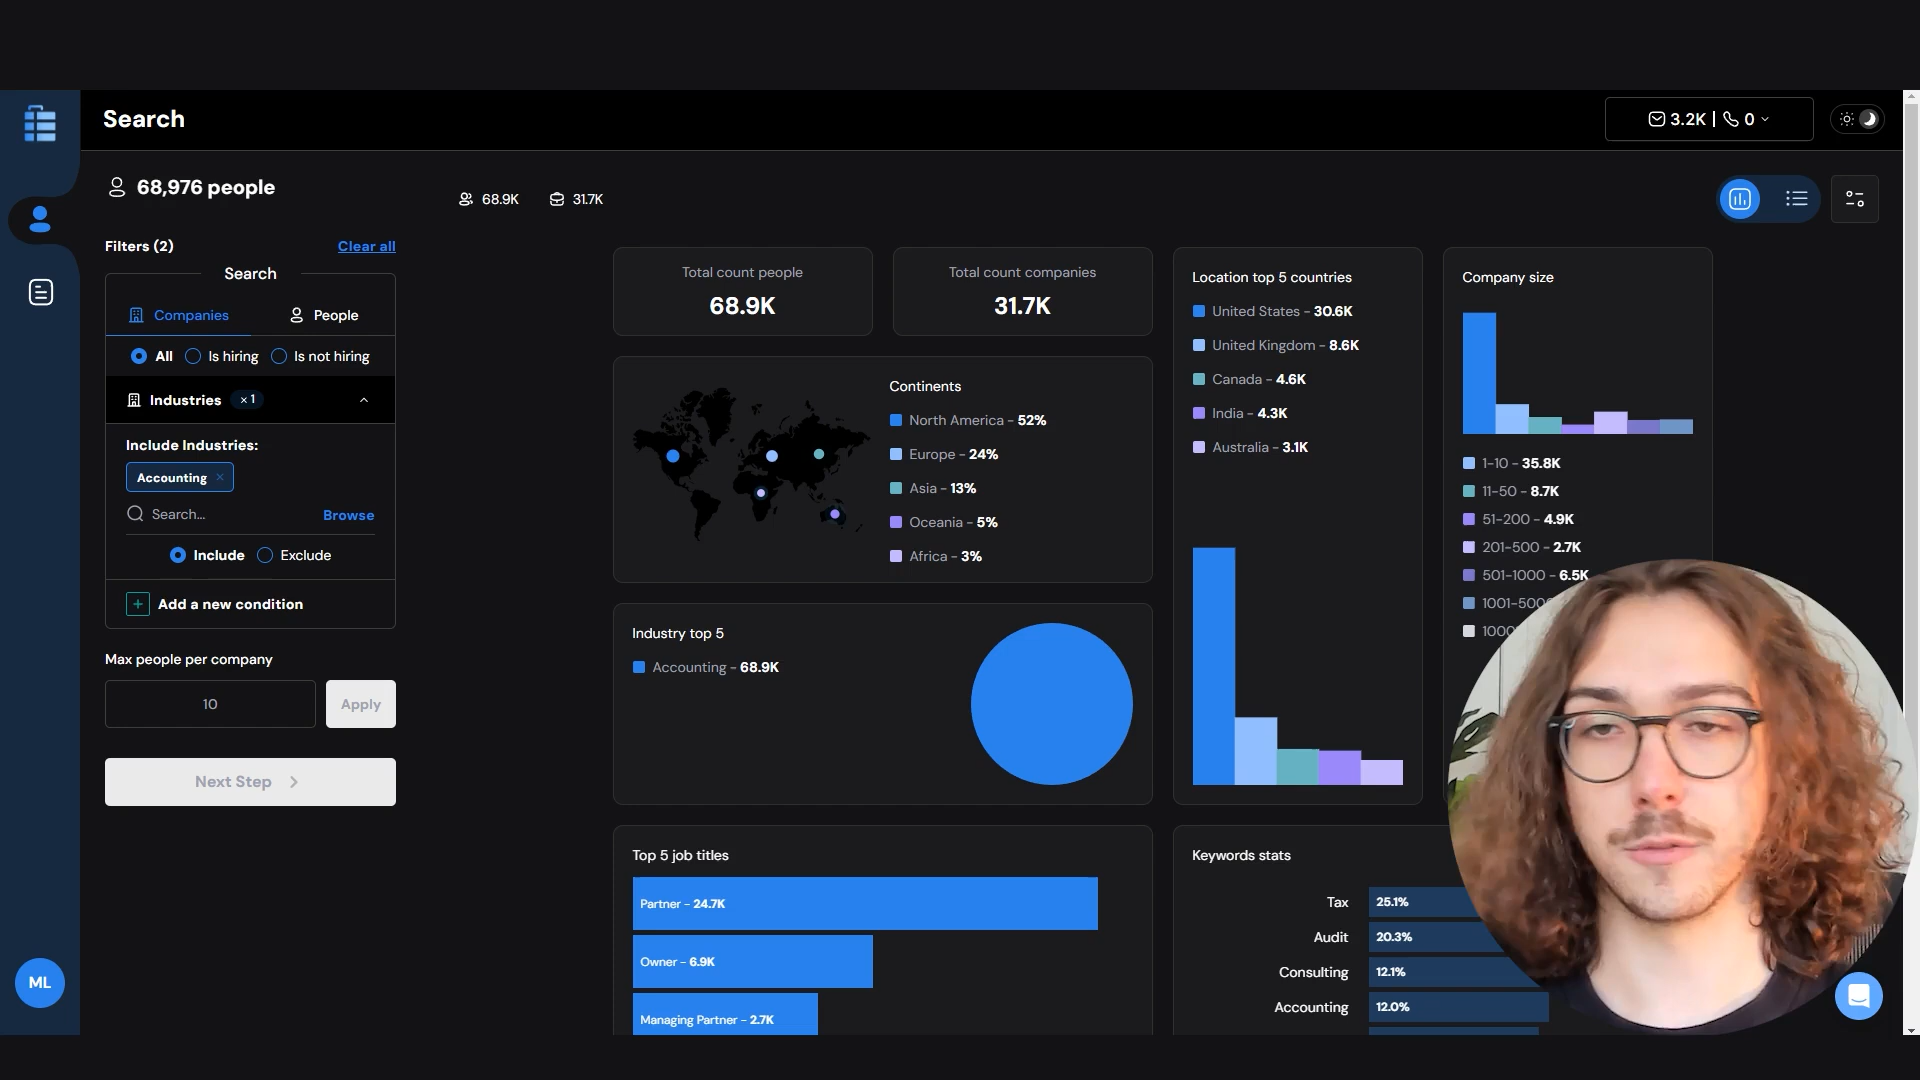 Search
3.2K | 0
68,976 people
68.9K
31.7K
Filters (2)
Clear all
Search
Companies
People
All
Is hiring
Is not hiring
Industries
× 1
Include Industries:
Accounting ×
Search...
Browse
Include
Exclude
Add a new condition
Max people per company
10
Apply
Next Step
ML
Total count people
68.9K
Total count companies
31.7K
Continents
North America - 52%
Europe - 24%
Asia - 13%
Oceania - 5%
Africa - 3%
Industry top 5
Accounting - 68.9K
Location top 5 countries
United States - 30.6K
United Kingdom - 8.6K
Canada - 4.6K
India - 4.3K
Australia - 3.1K
Company size
1-10 - 35.8K
11-50 - 8.7K
51-200 - 4.9K
201-500 - 2.7K
501-1000 - 6.5K
Top 5 job titles
Partner - 24.7K
Owner - 6.9K
Managing Partner - 2.7K
Keywords stats
Tax 25.1%
Audit 20.3%
Consulting 12.1%
Accounting 12.0%